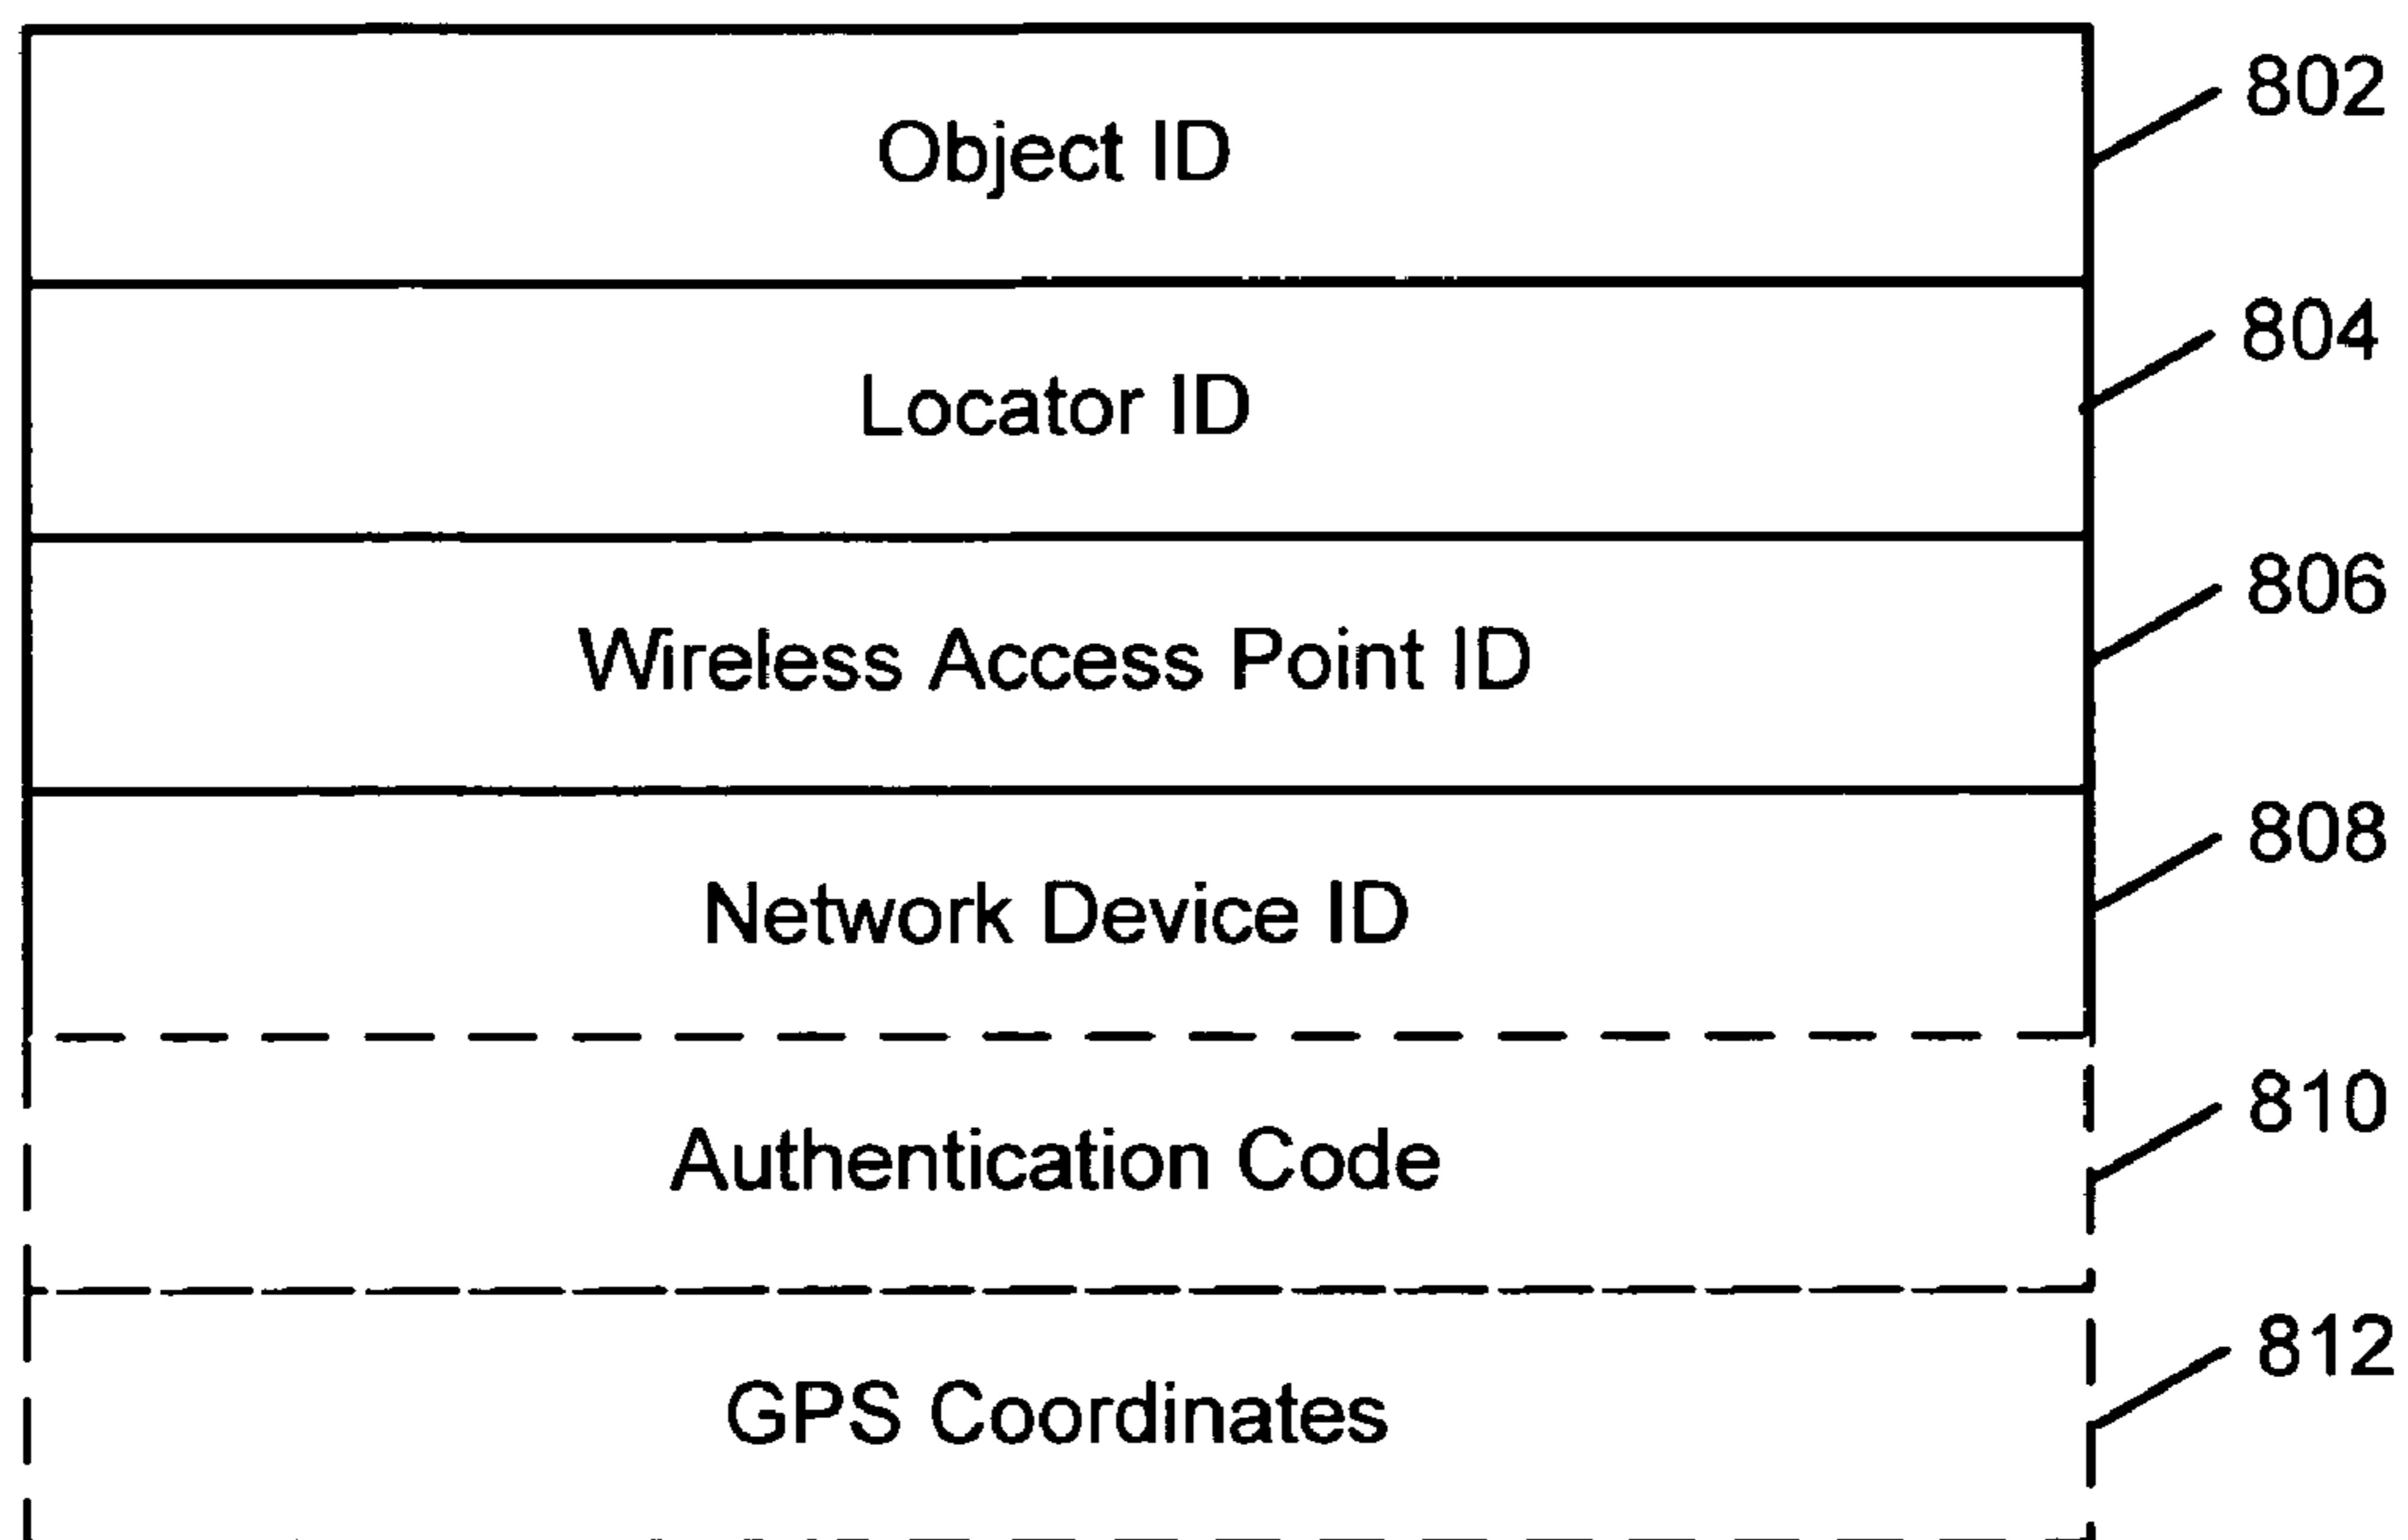 Object ID
802
Locator ID
804
Wireless Access Point ID
806
Network Device ID
808
Authentication Code
810
GPS Coordinates
812